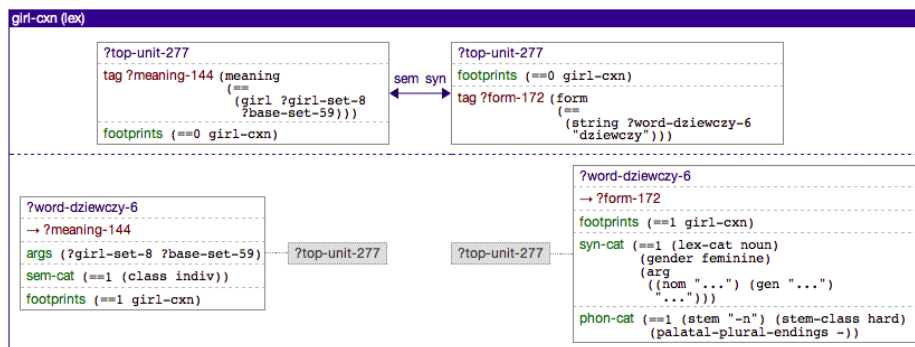 girl-cxn (lex)
?top-unit-277
tag ?meaning-144 (meaning
(==
(girl ?girl-set-8
?base-set-59)))
footprints (==0 girl-cxn)
sem syn
?top-unit-277
footprints (==0 girl-cxn)
tag ?form-172 (form
(==
(string ?word-dziewczy-6
"dziewczy")))
?word-dziewczy-6
→ ?meaning-144
args (?girl-set-8 ?base-set-59)
sem-cat (==1 (class indiv))
footprints (==1 girl-cxn)
?top-unit-277
?top-unit-277
?word-dziewczy-6
→ ?form-172
footprints (==1 girl-cxn)
syn-cat (==1 (lex-cat noun)
(gender feminine)
(arg
((nom "...") (gen "...")
"...")))
phon-cat (==1 (stem "-n") (stem-class hard)
(palatal-plural-endings -))